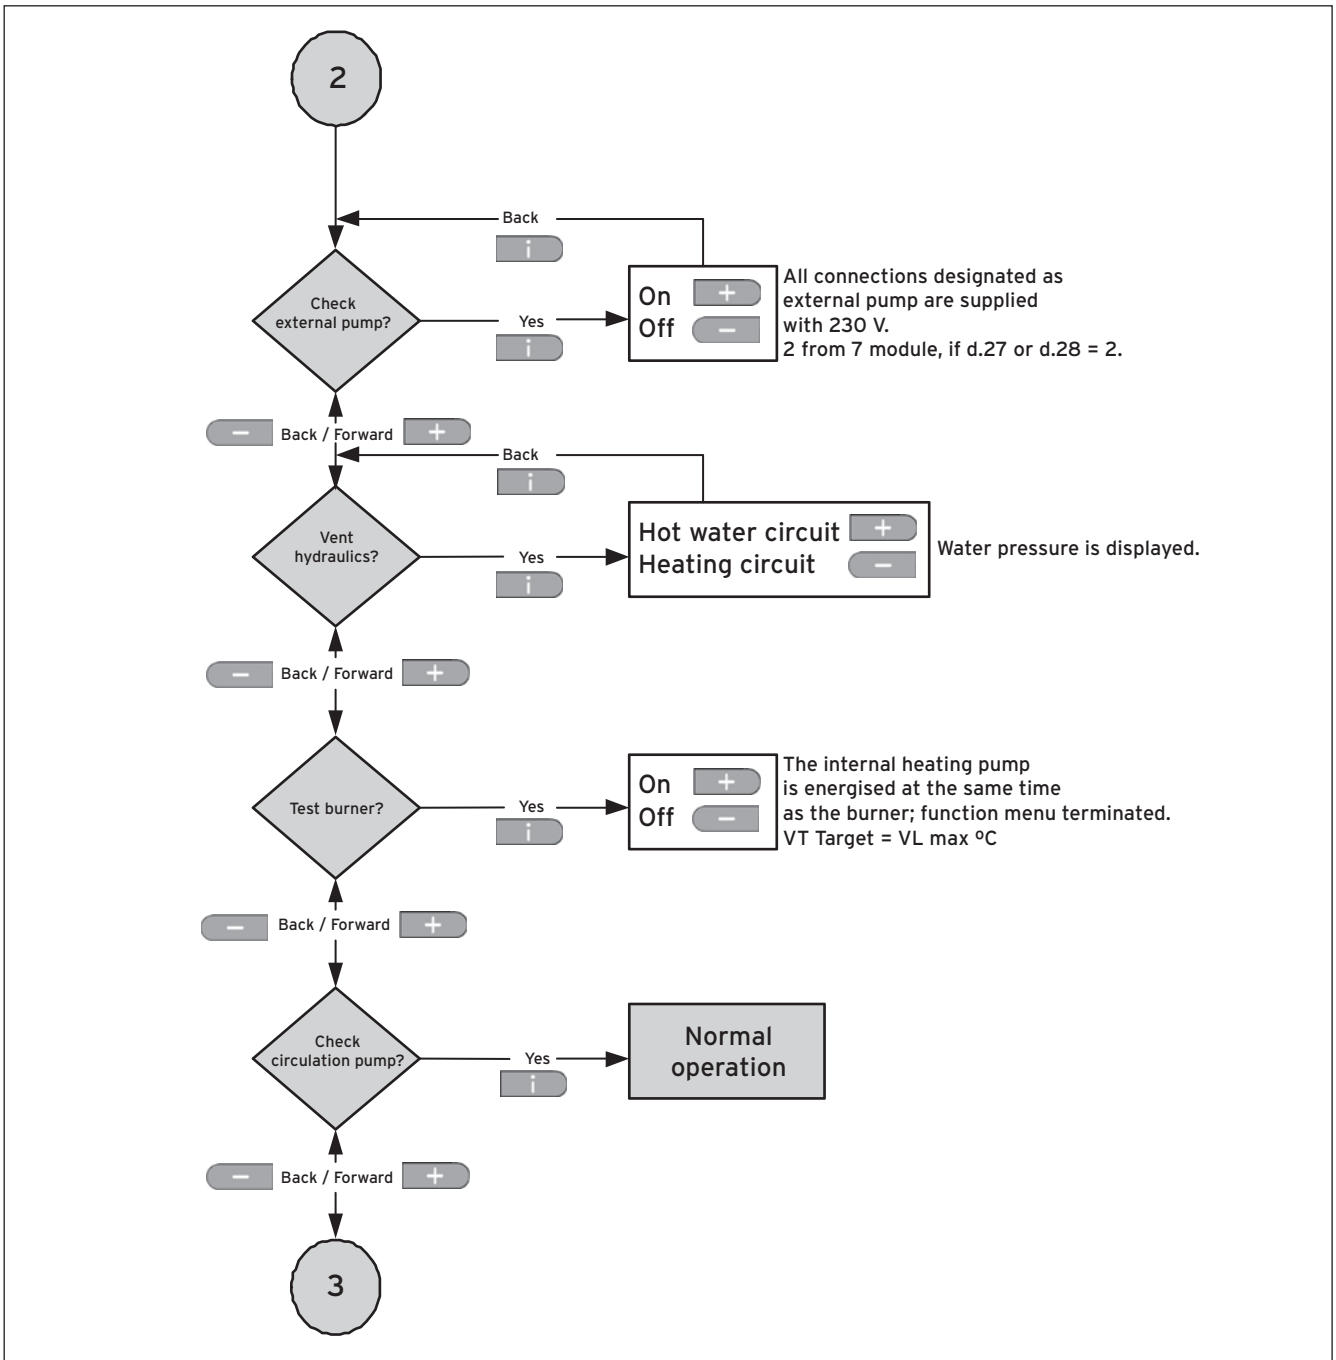 2
Back
i
Check
external pump?
Yes
i
On +
Off −
All connections designated as
external pump are supplied
with 230 V.
2 from 7 module, if d.27 or d.28 = 2.
− Back / Forward +
Back
i
Vent
hydraulics?
Yes
i
Hot water circuit +
Heating circuit −
Water pressure is displayed.
− Back / Forward +
Test burner?
Yes
i
On +
Off −
The internal heating pump
is energised at the same time
as the burner; function menu terminated.
VT Target = VL max ºC
− Back / Forward +
Check
circulation pump?
Yes
i
Normal
operation
− Back / Forward +
3